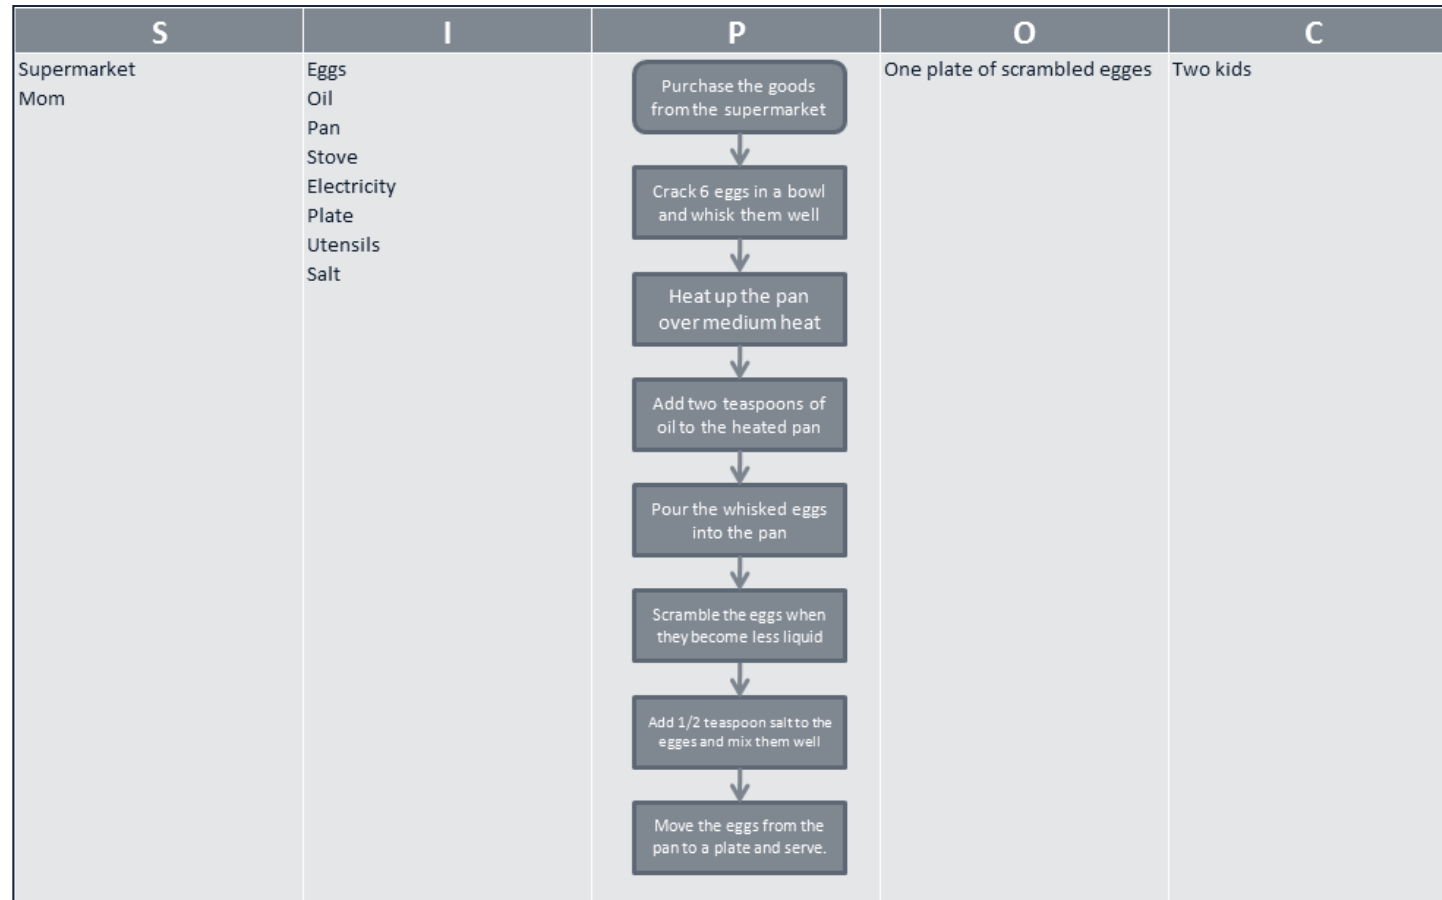 S
I
P
O
C
Supermarket
Mom
Eggs
Oil
Pan
Stove
Electricity
Plate
Utensils
Salt
Purchase the goods
from the supermarket
Crack 6 eggs in a bowl
and whisk them well
Heat up the pan
over medium heat
Add two teaspoons of
oil to the heated pan
Pour the whisked eggs
into the pan
Scramble the eggs when
they become less liquid
Add 1/2 teaspoon salt to the
egges and mix them well
Move the eggs from the
pan to a plate and serve.
One plate of scrambled egges
Two kids